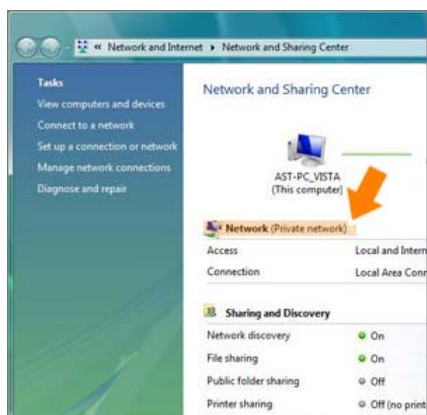 « Network and Internet ▸ Network and Sharing Center
Tasks
View computers and devices
Connect to a network
Set up a connection or network
Manage network connections
Diagnose and repair
Network and Sharing Center
AST-PC_VISTA
(This computer)
Network (Private network)
Access Local and Intern
Connection Local Area Conn
Sharing and Discovery
Network discovery On
File sharing On
Public folder sharing Off
Printer sharing Off (no print